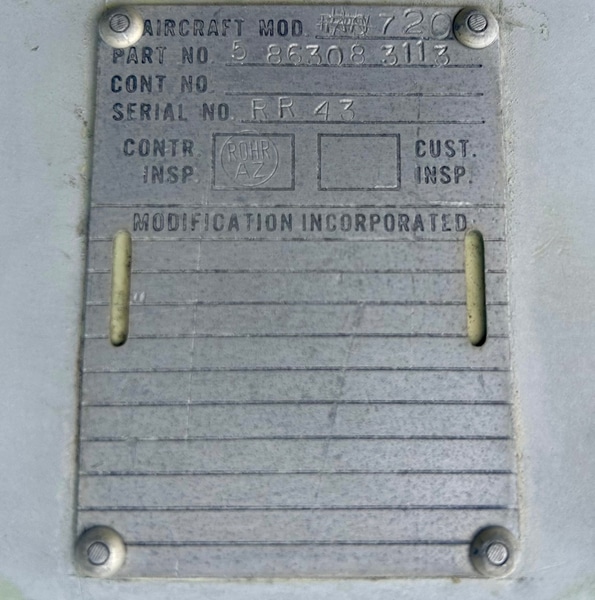 AIRCRAFT MOD. 720
PART NO. 5 86308 3113
CONT NO.
SERIAL NO. RR 43
CONTR. INSP. ROHR AZ CUST. INSP.
MODIFICATION INCORPORATED